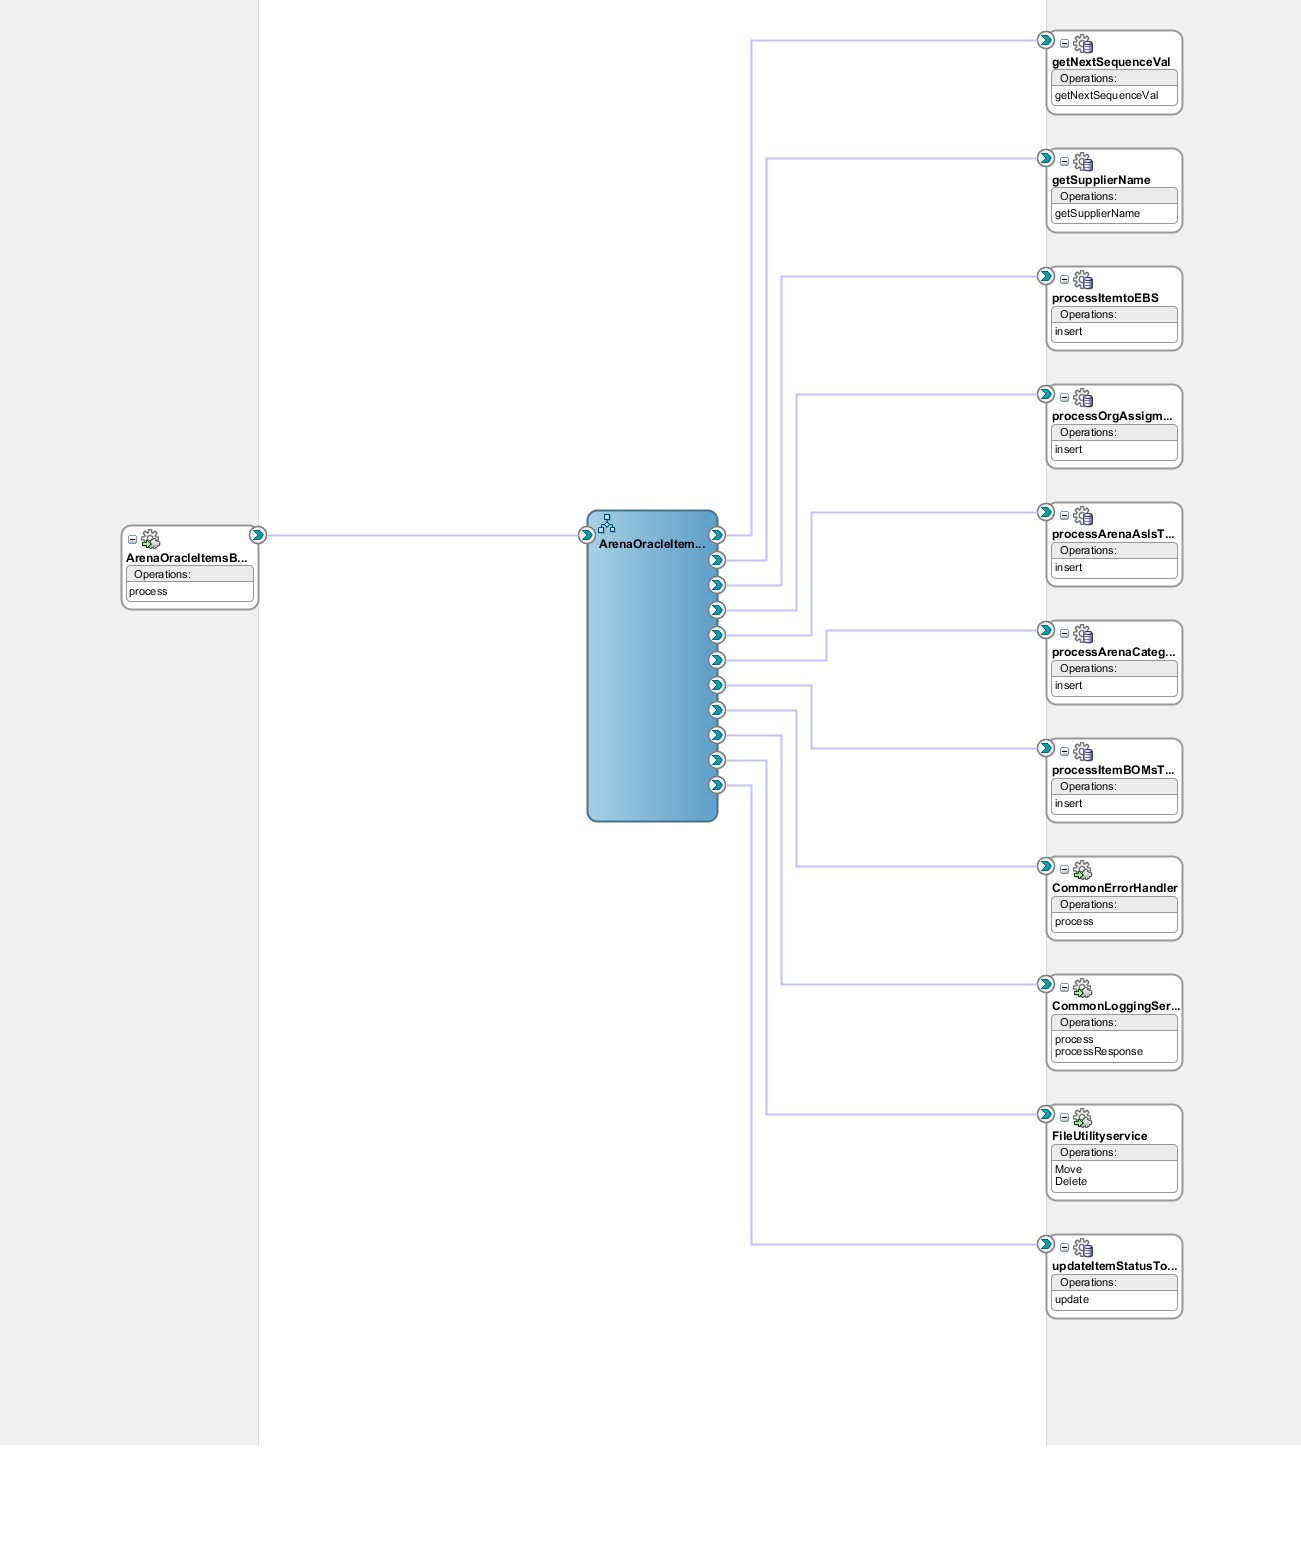 getNextSequenceVal
Operations:
getNextSequenceVal
getSupplierName
Operations:
getSupplierName
processItemtoEBS
Operations:
insert
processOrgAssigm...
Operations:
insert
ArenaOracleItemsB...
Operations:
process
ArenaOracleItem...
processArenaAsIsT...
Operations:
insert
processArenaCateg...
Operations:
insert
processItemBOMsT...
Operations:
insert
CommonErrorHandler
Operations:
process
CommonLoggingSer...
Operations:
process
processResponse
FileUtilityservice
Operations:
Move
Delete
updateItemStatusTo...
Operations:
update